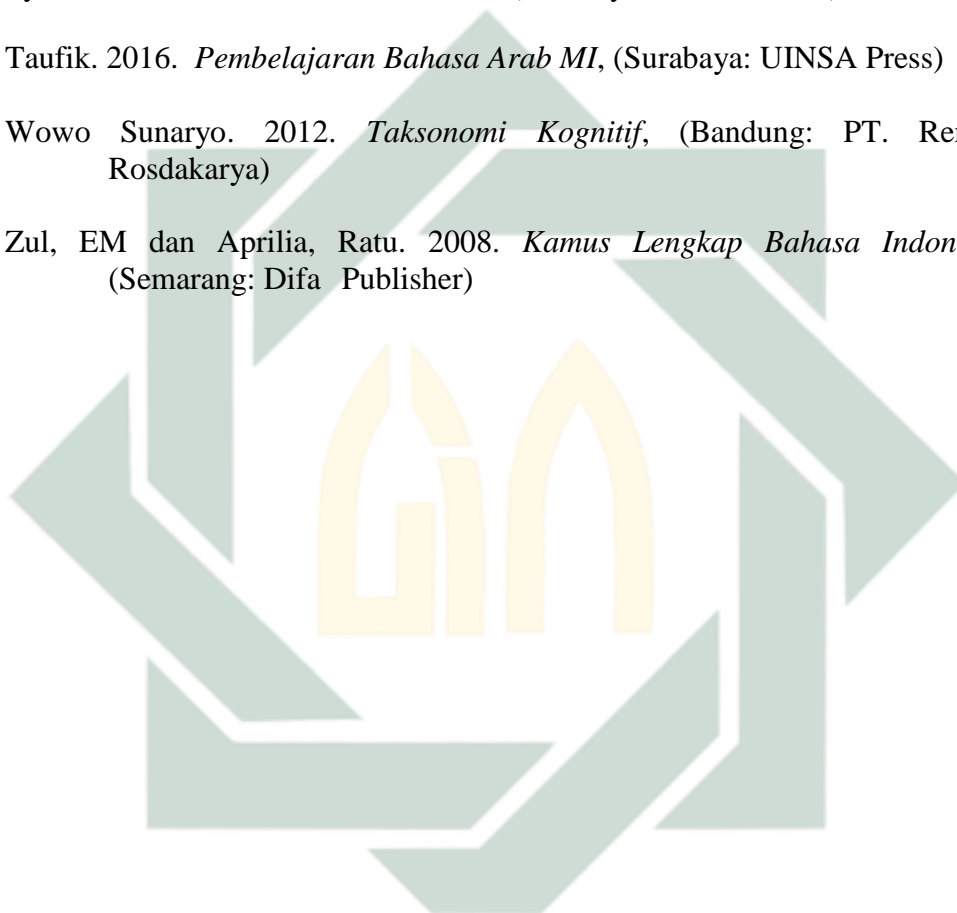 Taufik. 2016. Pembelajaran Bahasa Arab MI, (Surabaya: UINSA Press)
Wowo Sunaryo. 2012. Taksonomi Kognitif, (Bandung: PT.
Rosdakarya)
Zul, EM dan Aprilia, Ratu. 2008. Kamus Lengkap Bahasa
(Semarang: Difa Publisher)